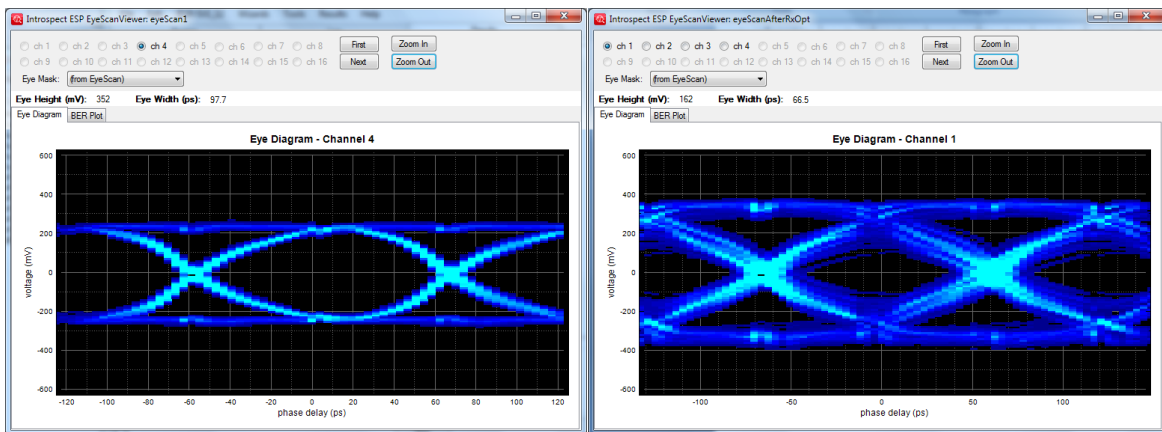 Introspect ESP EyeScanViewer: eyeScan1
ch 1 ch 2 ch 3 ch 4 ch 5 ch 6 ch 7 ch 8 First Zoom In
ch 9 ch 10 ch 11 ch 12 ch 13 ch 14 ch 15 ch 16 Next Zoom Out
Eye Mask: (from EyeScan)
Eye Height (mV): 352 Eye Width (ps): 97.7
Eye Diagram BER Plot
Eye Diagram - Channel 4
600
400
200
0
-200
-400
-600
voltage (mV)
-120 -100 -80 -60 -40 -20 0 20 40 60 80 100 120
phase delay (ps)
Introspect ESP EyeScanViewer: eyeScanAfterRxOpt
ch 1 ch 2 ch 3 ch 4 ch 5 ch 6 ch 7 ch 8 First Zoom In
ch 9 ch 10 ch 11 ch 12 ch 13 ch 14 ch 15 ch 16 Next Zoom Out
Eye Mask: (from EyeScan)
Eye Height (mV): 162 Eye Width (ps): 66.5
Eye Diagram BER Plot
Eye Diagram - Channel 1
600
400
200
0
-200
-400
-600
voltage (mV)
-100 -50 0 50 100
phase delay (ps)